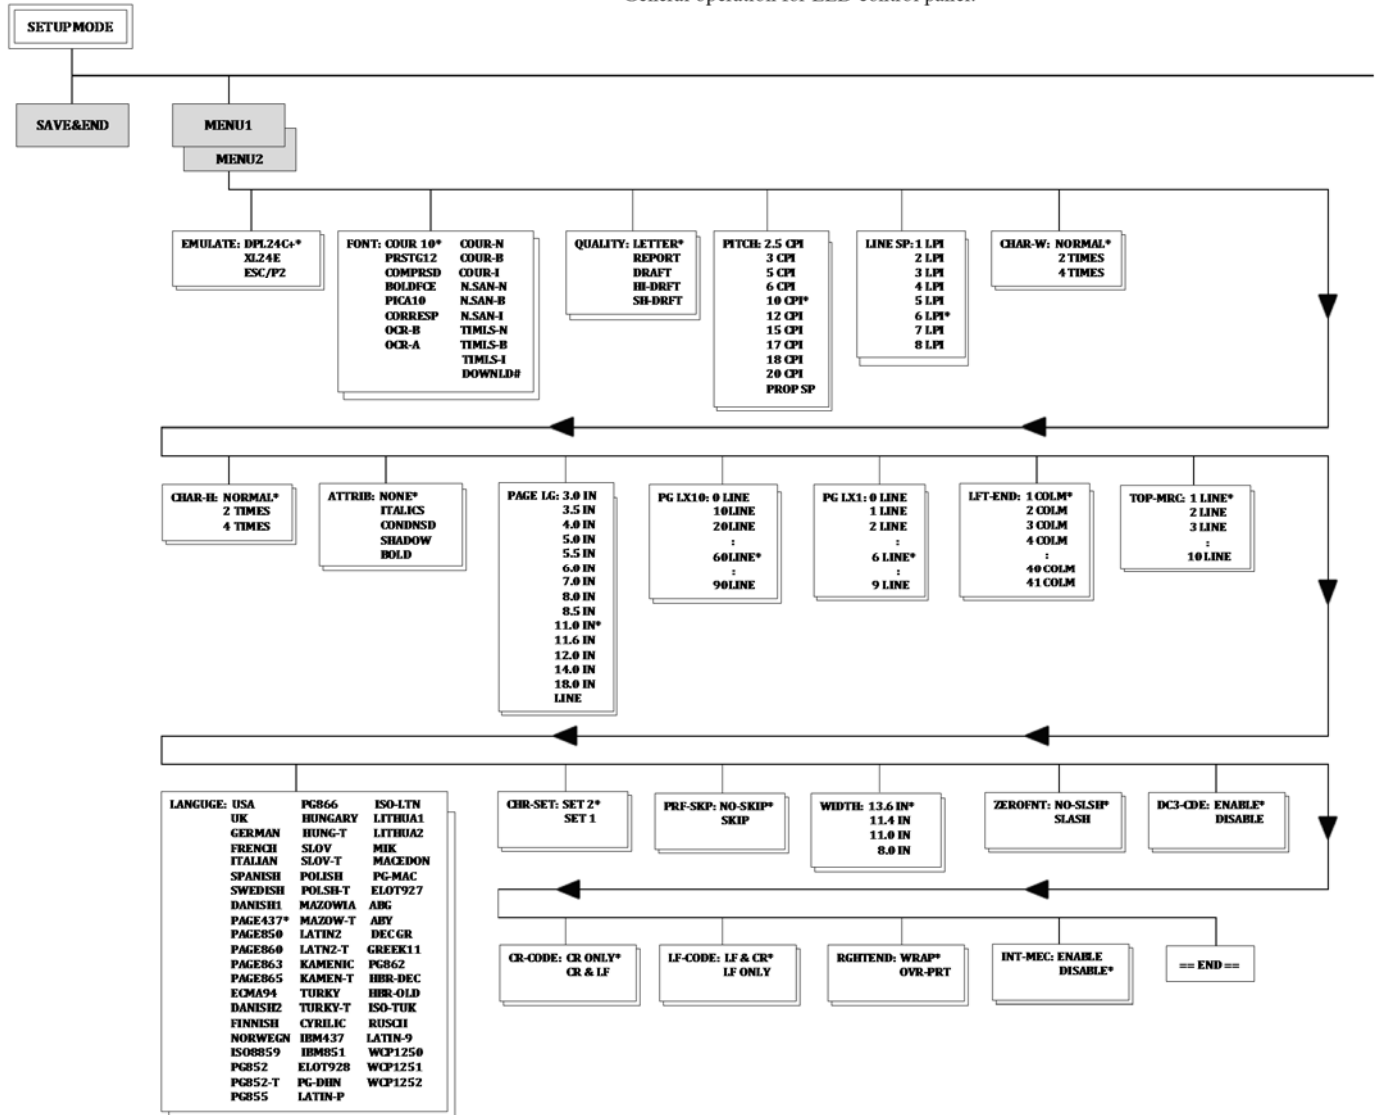 General operation for LED control panel.
SETUP MODE
SAVE&END
MENU1
MENU2
EMULATE: DPL24C+*
XL24E
ESC/P2
FONT: COUR 10* COUR-N
PRSTG12 COUR-B
COMPRSD COUR-I
BOLDFCE N.SAN-N
PICA10 N.SAN-B
CORRESP N.SAN-I
OCR-B TIMLS-N
OCR-A TIMLS-B
TIMLS-I
DOWNLD#
QUALITY: LETTER*
REPORT
DRAFT
HI-DRFT
SH-DRFT
PITCH: 2.5 CPI
3 CPI
5 CPI
6 CPI
10 CPI*
12 CPI
15 CPI
17 CPI
18 CPI
20 CPI
PROP SP
LINE SP: 1 LPI
2 LPI
3 LPI
4 LPI
5 LPI
6 LPI*
7 LPI
8 LPI
CHAR-W: NORMAL*
2 TIMES
4 TIMES
CHAR-H: NORMAL*
2 TIMES
4 TIMES
ATTRIB: NONE*
ITALICS
CONDNSD
SHADOW
BOLD
PAGE LG: 3.0 IN
3.5 IN
4.0 IN
5.0 IN
5.5 IN
6.0 IN
7.0 IN
8.0 IN
8.5 IN
11.0 IN*
11.6 IN
12.0 IN
14.0 IN
18.0 IN
LINE
PG LX10: 0 LINE
10LINE
20LINE
:
60LINE*
:
90LINE
PG LX1: 0 LINE
1 LINE
2 LINE
:
6 LINE*
:
9 LINE
LFT-END: 1 COLM*
2 COLM
3 COLM
4 COLM
:
40 COLM
41 COLM
TOP-MRG: 1 LINE*
2 LINE
3 LINE
:
10 LINE
LANGUGE: USA PG866 ISO-LTN
UK HUNGARY LITHUA1
GERMAN HUNG-T LITHUA2
FRENCH SLOV MIK
ITALIAN SLOV-T MACEDON
SPANISH POLISH PG-MAC
SWEDISH POLSH-T ELOT927
DANISH1 MAZOWIA ABG
PAGE437* MAZOW-T ABY
PAGE850 LATIN2 DEC GR
PAGE860 LATN2-T GREEK11
PAGE863 KAMENIC PG862
PAGE865 KAMEN-T HBR-DEC
ECMA94 TURKY HBR-OLD
DANISH2 TURKY-T ISO-TUK
FINNISH CYRILIC RUSCII
NORWEGN IBM437 LATIN-9
ISO8859 IBM851 WCP1250
PG852 ELOT928 WCP1251
PG852-T PG-DHN WCP1252
PG855 LATIN-P
CHR-SET: SET 2*
SET 1
PRF-SKP: NO-SKIP*
SKIP
WIDTH: 13.6 IN*
11.4 IN
11.0 IN
8.0 IN
ZEROFNT: NO-SLSH*
SLASH
DC3-CDE: ENABLE*
DISABLE
CR-CODE: CR ONLY*
CR & LF
LF-CODE: LF & CR*
LF ONLY
RGHTEND: WRAP*
OVR-PRT
INT-MEC: ENABLE
DISABLE*
== END ==